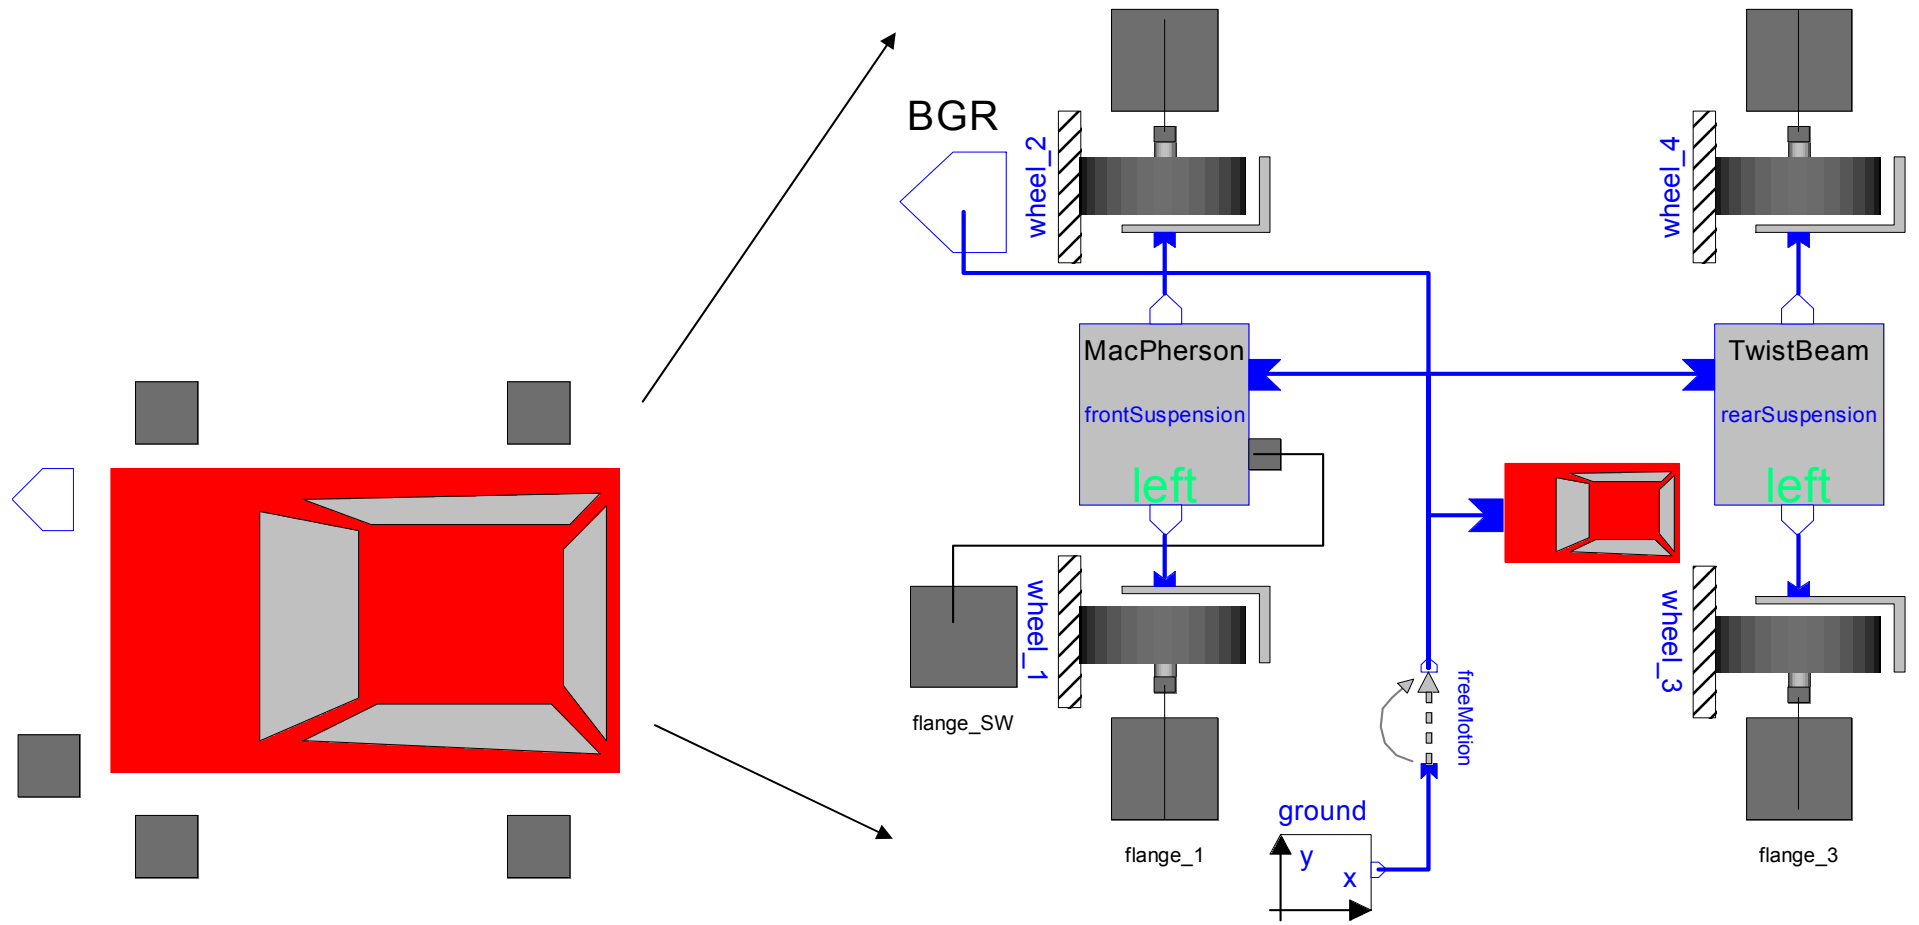 BGR
wheel_2
wheel_4
MacPherson
frontSuspension
left
TwistBeam
rearSuspension
left
wheel_1
flange_SW
wheel_3
freeMotion
ground
y
x
flange_1
flange_3